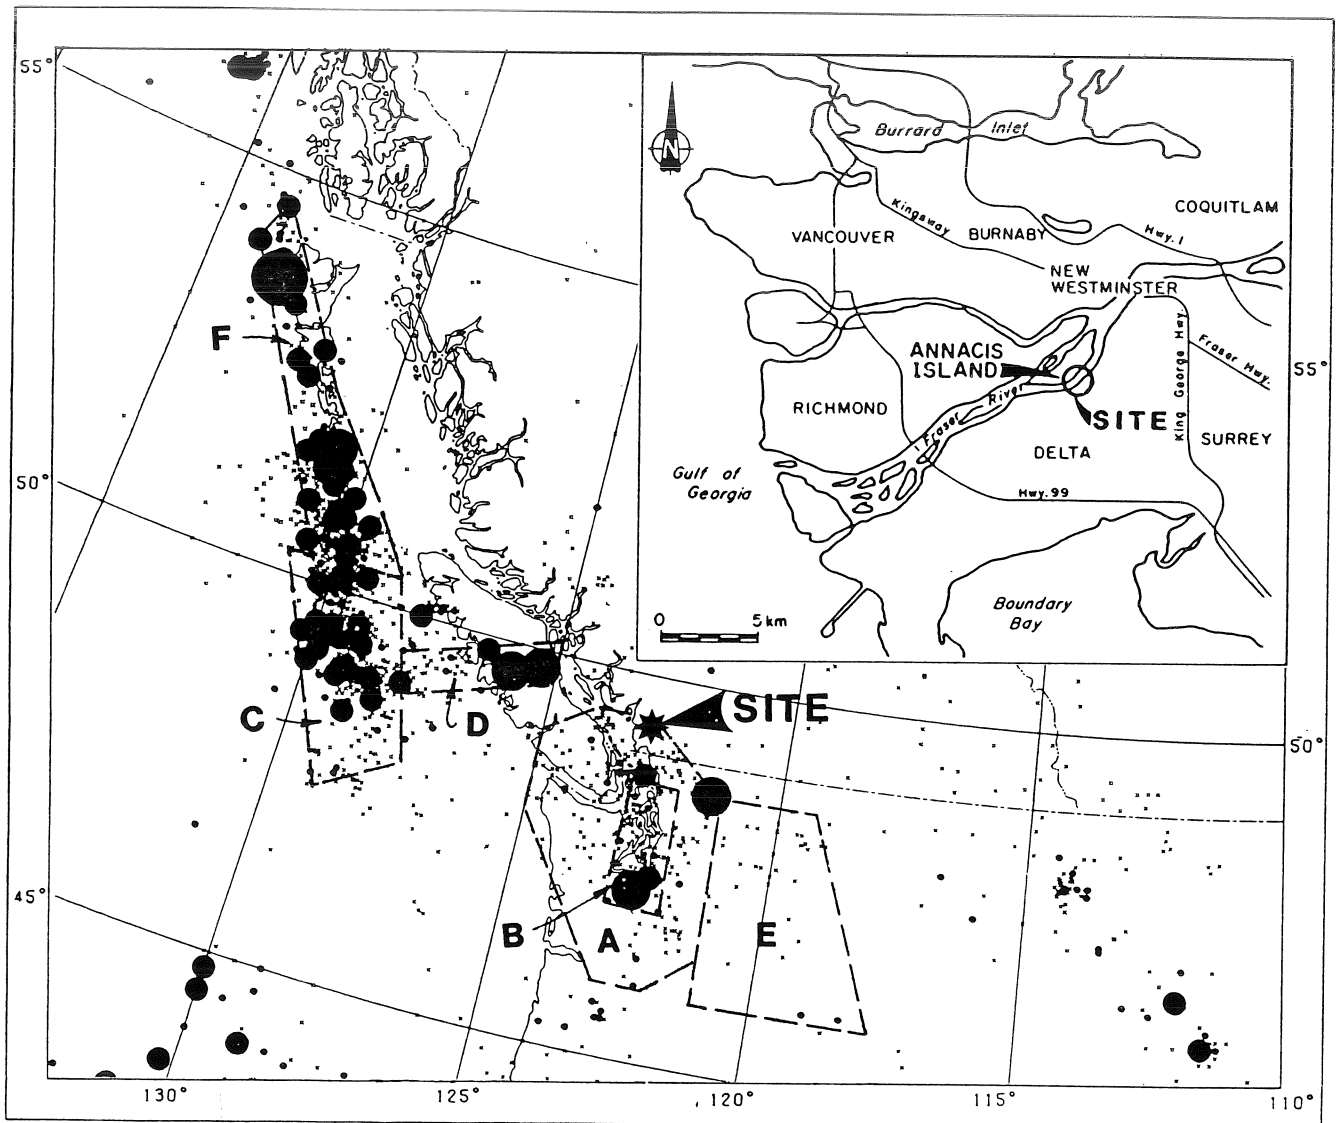 55°
50°
45°
130°
125°
120°
115°
110°
55°
50°
F
C
D
B
A
E
SITE
N
Burrard Inlet
COQUITLAM
Kingsway
VANCOUVER
BURNABY
Hwy. 1
NEW
WESTMINSTER
King George Hwy.
Fraser Hwy.
ANNACIS
ISLAND
SITE
RICHMOND
Fraser River
DELTA
SURREY
Gulf of
Georgia
Hwy. 99
Boundary
Bay
0 5 km